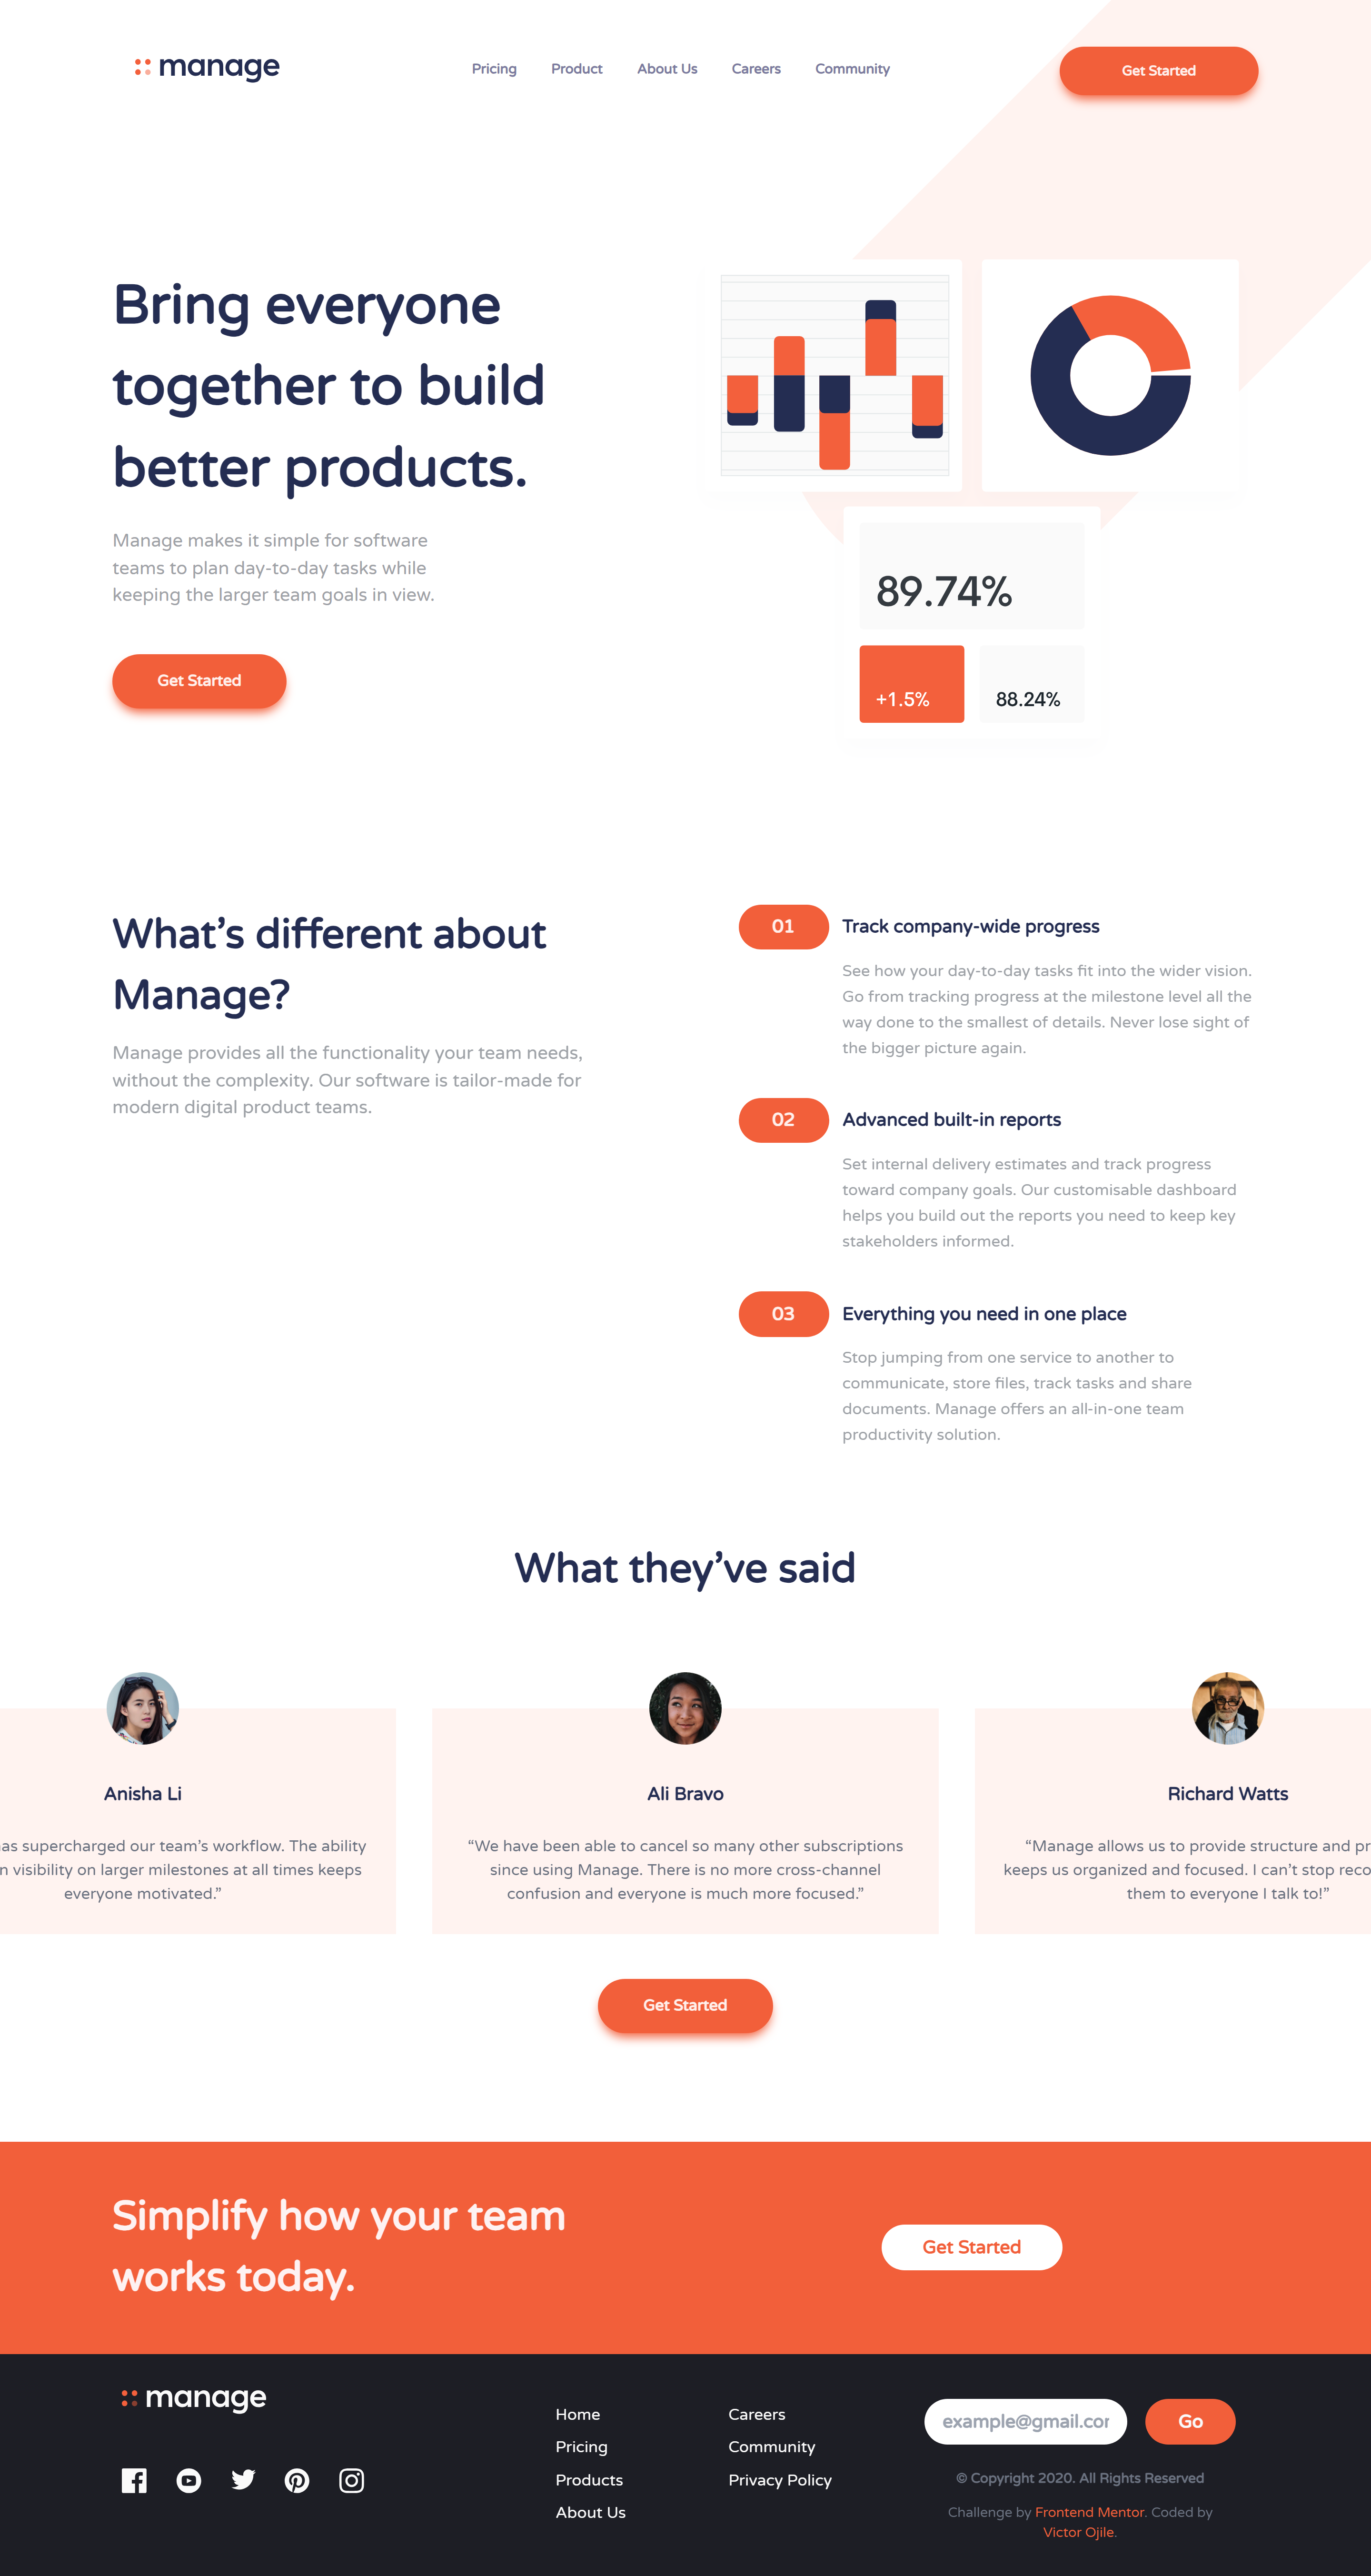 manage
Pricing
Product
About Us
Careers
Community
Get Started
Bring everyone
together to build
better products.
Manage makes it simple for software
teams to plan day-to-day tasks while
keeping the larger team goals in view.
Get Started
89.74%
+1.5%
88.24%
What’s different about
Manage?
Manage provides all the functionality your team needs,
without the complexity. Our software is tailor-made for
modern digital product teams.
01
Track company-wide progress
See how your day-to-day tasks fit into the wider vision.
Go from tracking progress at the milestone level all the
way done to the smallest of details. Never lose sight of
the bigger picture again.
02
Advanced built-in reports
Set internal delivery estimates and track progress
toward company goals. Our customisable dashboard
helps you build out the reports you need to keep key
stakeholders informed.
03
Everything you need in one place
Stop jumping from one service to another to
communicate, store files, track tasks and share
documents. Manage offers an all-in-one team
productivity solution.
What they’ve said
Anisha Li
supercharged our team’s workflow. The ability
visibility on larger milestones at all times keeps
everyone motivated.”
Ali Bravo
“We have been able to cancel so many other subscriptions
since using Manage. There is no more cross-channel
confusion and everyone is much more focused.”
Richard Watts
“Manage allows us to provide structure and
keeps us organized and focused. I can’t stop
them to everyone I talk to!”
Get Started
Simplify how your team
works today.
Get Started
manage
Home
Pricing
Products
About Us
Careers
Community
Privacy Policy
example@gmail.cor
Go
© Copyright 2020. All Rights Reserved
Challenge by Frontend Mentor. Coded by
Victor Ojile.